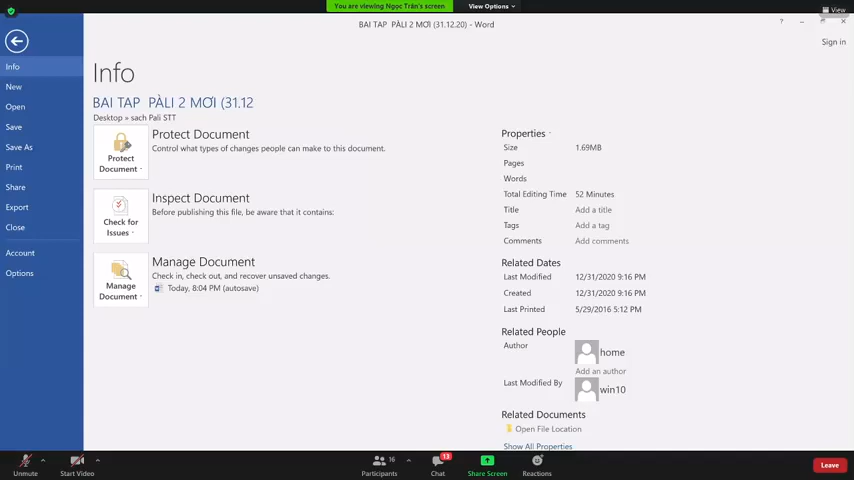 You are viewing Ngọc Trân's screen
View Options
View
BAI TAP PÀLI 2 MƠI (31.12.20) - Word
?
Sign in
Info
New
Open
Save
Save As
Print
Share
Export
Close
Account
Options
Info
BAI TAP PÀLI 2 MƠI (31.12
Desktop » sach Pali STT
Protect Document
Protect Document
Control what types of changes people can make to this document.
Check for Issues
Inspect Document
Before publishing this file, be aware that it contains:
Manage Document
Manage Document
Check in, check out, and recover unsaved changes.
Today, 8:04 PM (autosave)
Properties
Size 1.69MB
Pages
Words
Total Editing Time 52 Minutes
Title Add a title
Tags Add a tag
Comments Add comments
Related Dates
Last Modified 12/31/2020 9:16 PM
Created 12/31/2020 9:16 PM
Last Printed 5/29/2016 5:12 PM
Related People
Author home
Add an author
Last Modified By win10
Related Documents
Open File Location
Show All Properties
Unmute
Start Video
16
Participants
13
Chat
Share Screen
Reactions
Leave